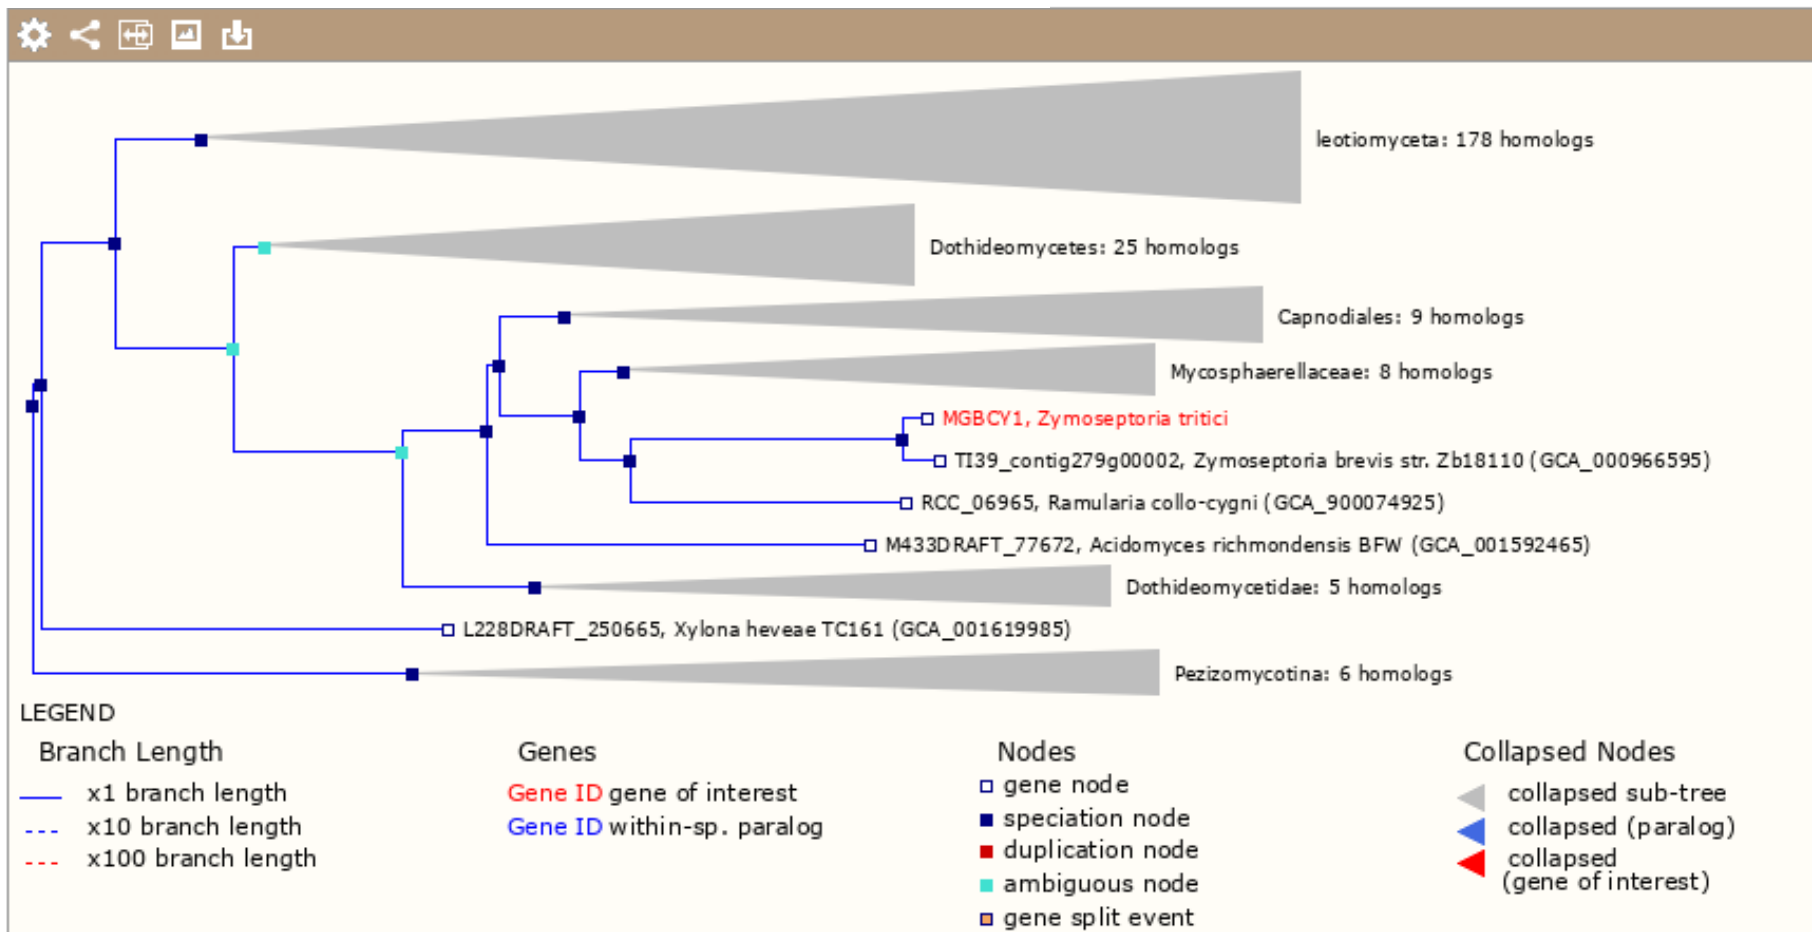 leotiomyceta: 178 homologs
Dothideomycetes: 25 homologs
Capnodiales: 9 homologs
Mycosphaerellaceae: 8 homologs
MGBCY1, Zymoseptoria tritici
TI39_contig279g00002, Zymoseptoria brevis str. Zb18110 (GCA_000966595)
RCC_06965, Ramularia collo-cygni (GCA_900074925)
M433DRAFT_77672, Acidomyces richmondensis BFW (GCA_001592465)
Dothideomycetidae: 5 homologs
L228DRAFT_250665, Xylona heveae TC161 (GCA_001619985)
Pezizomycotina: 6 homologs
LEGEND
Branch Length
x1 branch length
x10 branch length
x100 branch length
Genes
Gene ID gene of interest
Gene ID within-sp. paralog
Nodes
gene node
speciation node
duplication node
ambiguous node
gene split event
Collapsed Nodes
collapsed sub-tree
collapsed (paralog)
collapsed
(gene of interest)